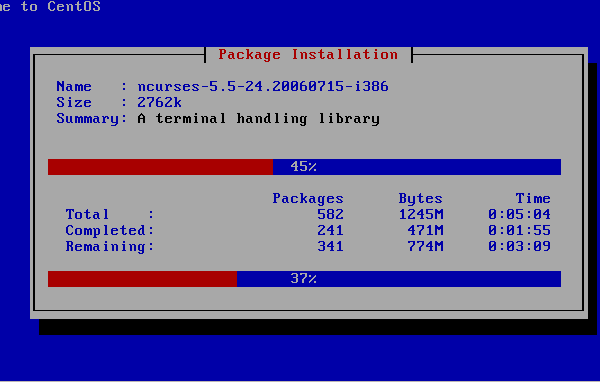 e to CentOS
Package Installation
Name   : ncurses-5.5-24.20060715-i386
Size   : 2762k
Summary: A terminal handling library
45%
Packages Bytes Time
Total    : 582 1245M 0:05:04
Completed: 241 471M 0:01:55
Remaining: 341 774M 0:03:09
37%